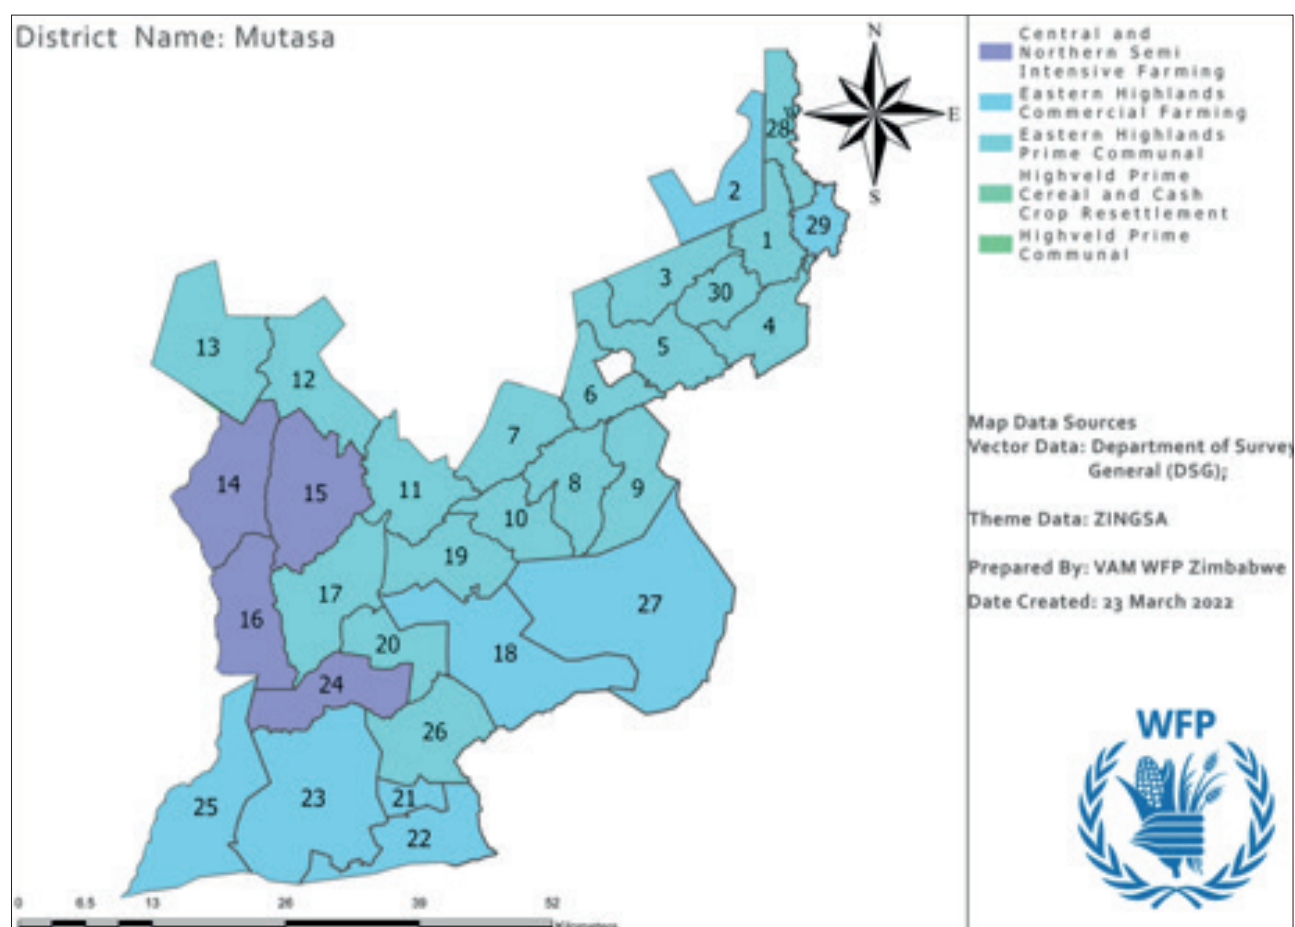 District Name: Mutasa
N
E
S
W
28
2
29
1
3
30
4
5
6
13
12
7
14
15
11
8
9
10
19
17
27
16
20
18
24
26
25
23
21
22
0 6.5 13 26 39 52
Kilometers
Central and
Northern Semi
Intensive Farming
Eastern Highlands
Commercial Farming
Eastern Highlands
Prime Communal
Highveld Prime
Cereal and Cash
Crop Resettlement
Highveld Prime
Communal
Map Data Sources
Vector Data: Department of Survey
General (DSG);
Theme Data: ZINGSA
Prepared By: VAM WFP Zimbabwe
Date Created: 23 March 2022
WFP